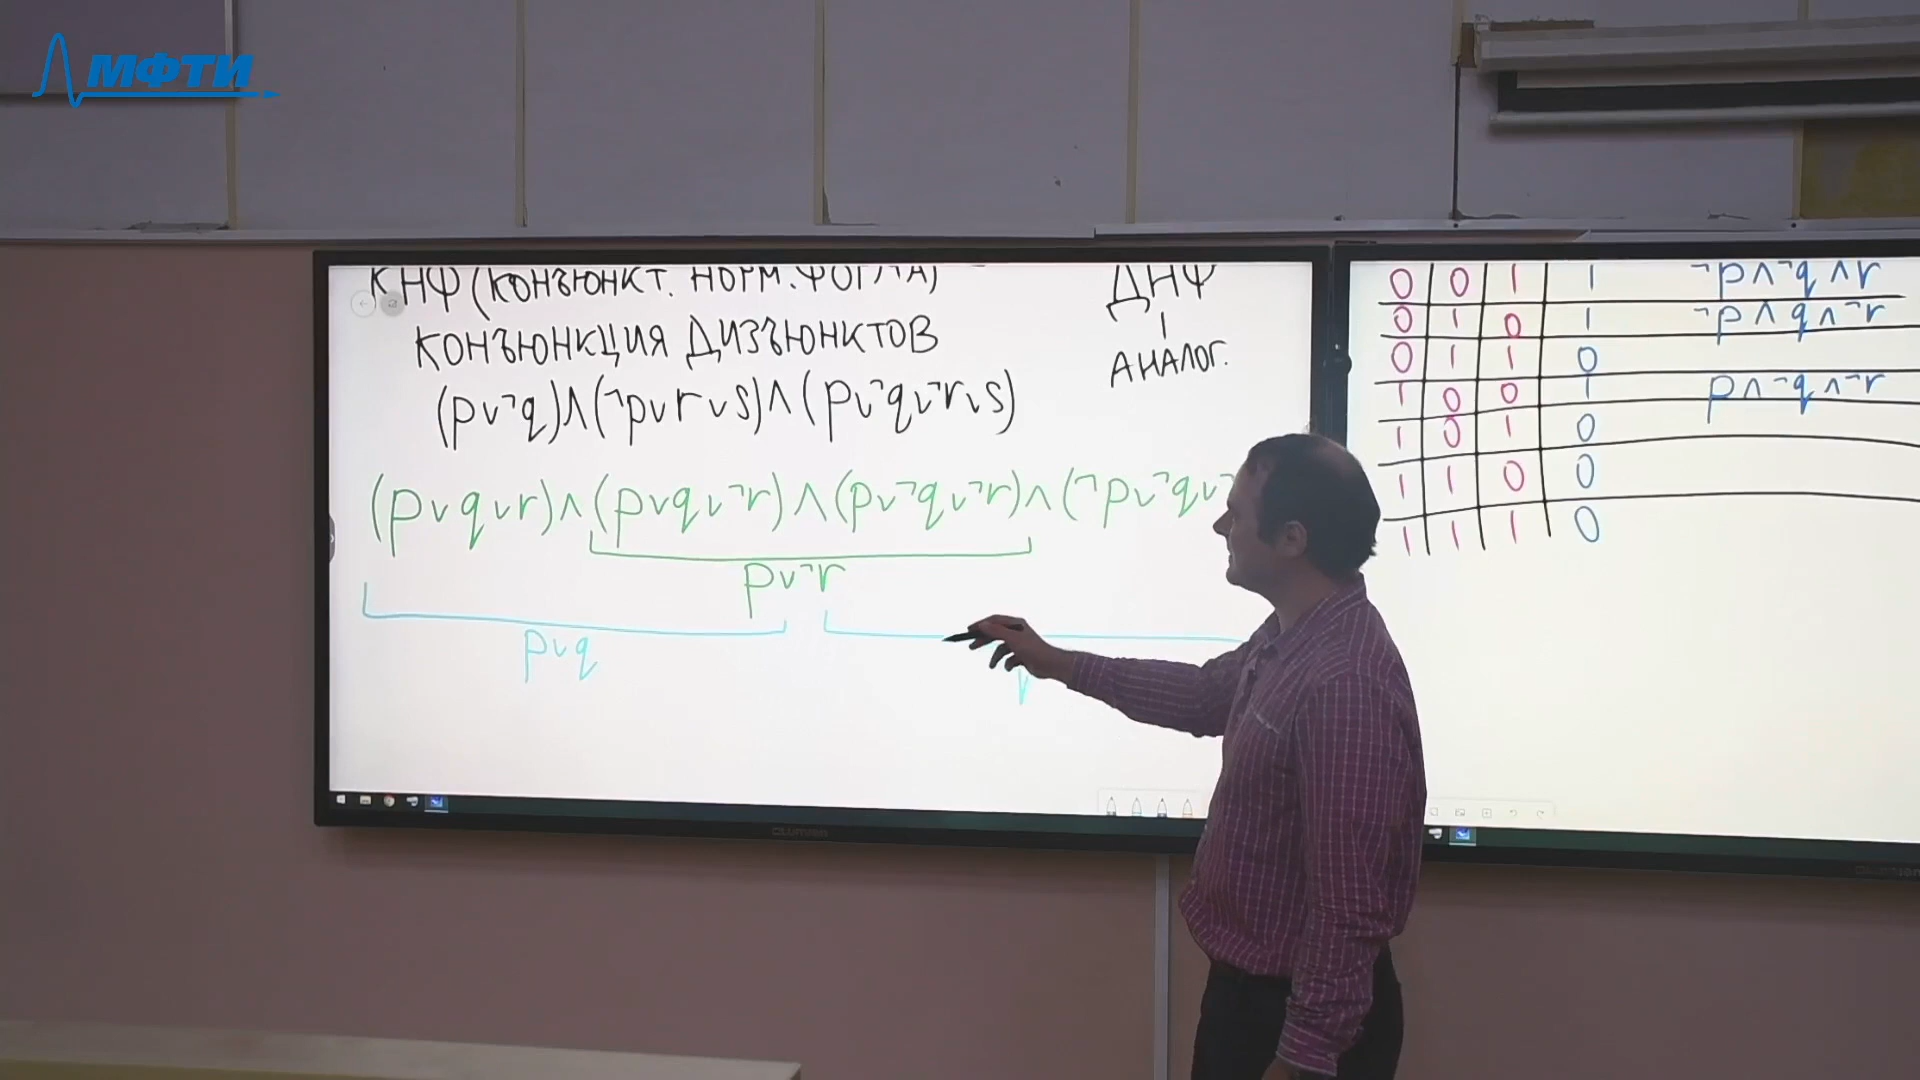 МФТИ
КНФ (КОНЪЮНКТ. НОРМ. ФОРМЛА)
КОНЪЮНКЦИЯ ДИЗЪЮНКТОВ
(p∨¬q)∧(¬p∨r∨s)∧(p∨¬q∨¬r∨s)
ДНФ
АНАЛОГ.
(p∨q∨r)∧(p∨q∨¬r)∧(p∨¬q∨¬r)∧(¬p∨¬q∨¬
p∨¬r
p∨q
0 0 1 1 ¬p∧¬q∧r
0 1 0 1 ¬p∧q∧¬r
0 1 1 0
1 0 0 1 p∧¬q∧¬r
1 0 1 0
1 1 0 0
1 1 1 0